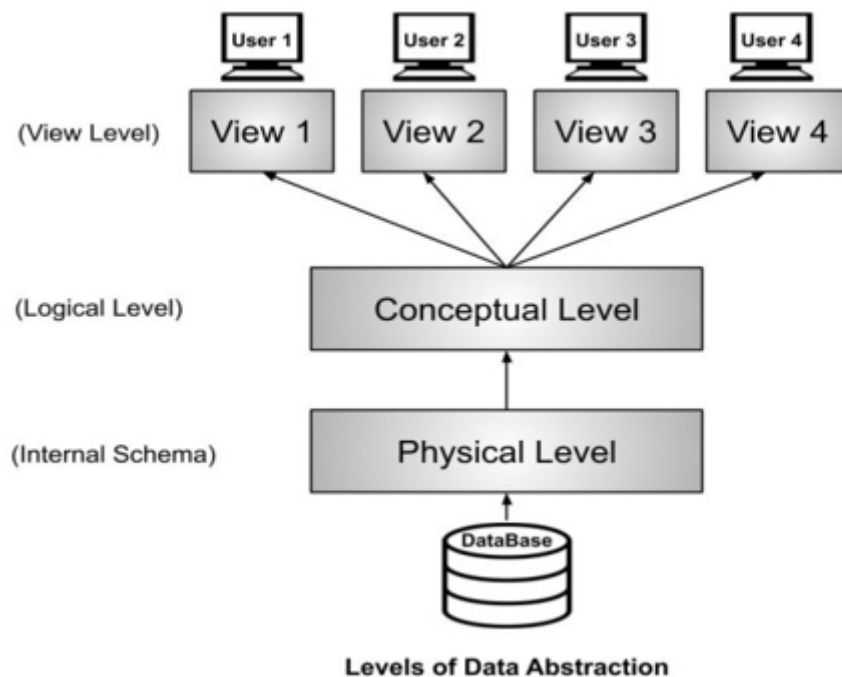 User 1 User 2 User 3 User 4
(View Level) View 1 View 2 View 3 View 4
(Logical Level) Conceptual Level
(Internal Schema) Physical Level
DataBase
Levels of Data Abstraction